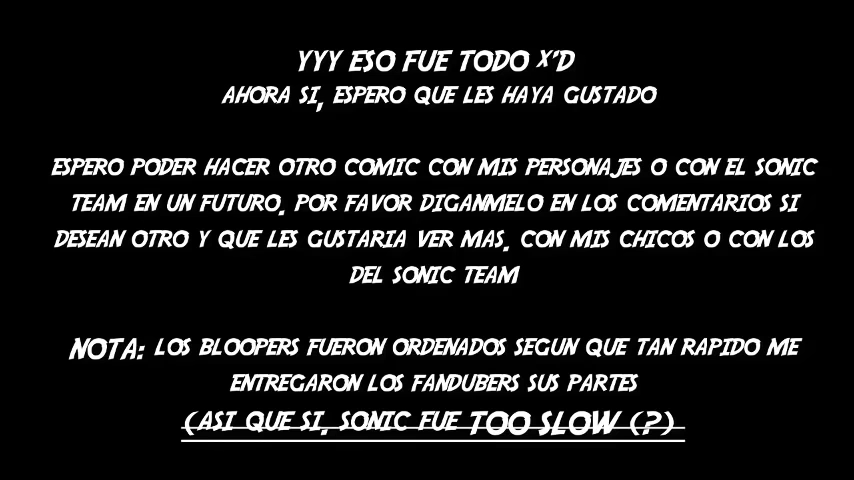 YYY ESO FUE TODO X'D
AHORA SI, ESPERO QUE LES HAYA GUSTADO
ESPERO PODER HACER OTRO COMIC CON MIS PERSONAJES O CON EL SONIC
TEAM EN UN FUTURO. POR FAVOR DIGANMELO EN LOS COMENTARIOS SI
DESEAN OTRO Y QUE LES GUSTARIA VER MAS. CON MIS CHICOS O CON LOS
DEL SONIC TEAM
NOTA: LOS BLOOPERS FUERON ORDENADOS SEGUN QUE TAN RAPIDO ME
ENTREGARON LOS FANDUBERS SUS PARTES
(ASI QUE SI. SONIC FUE TOO SLOW (?)